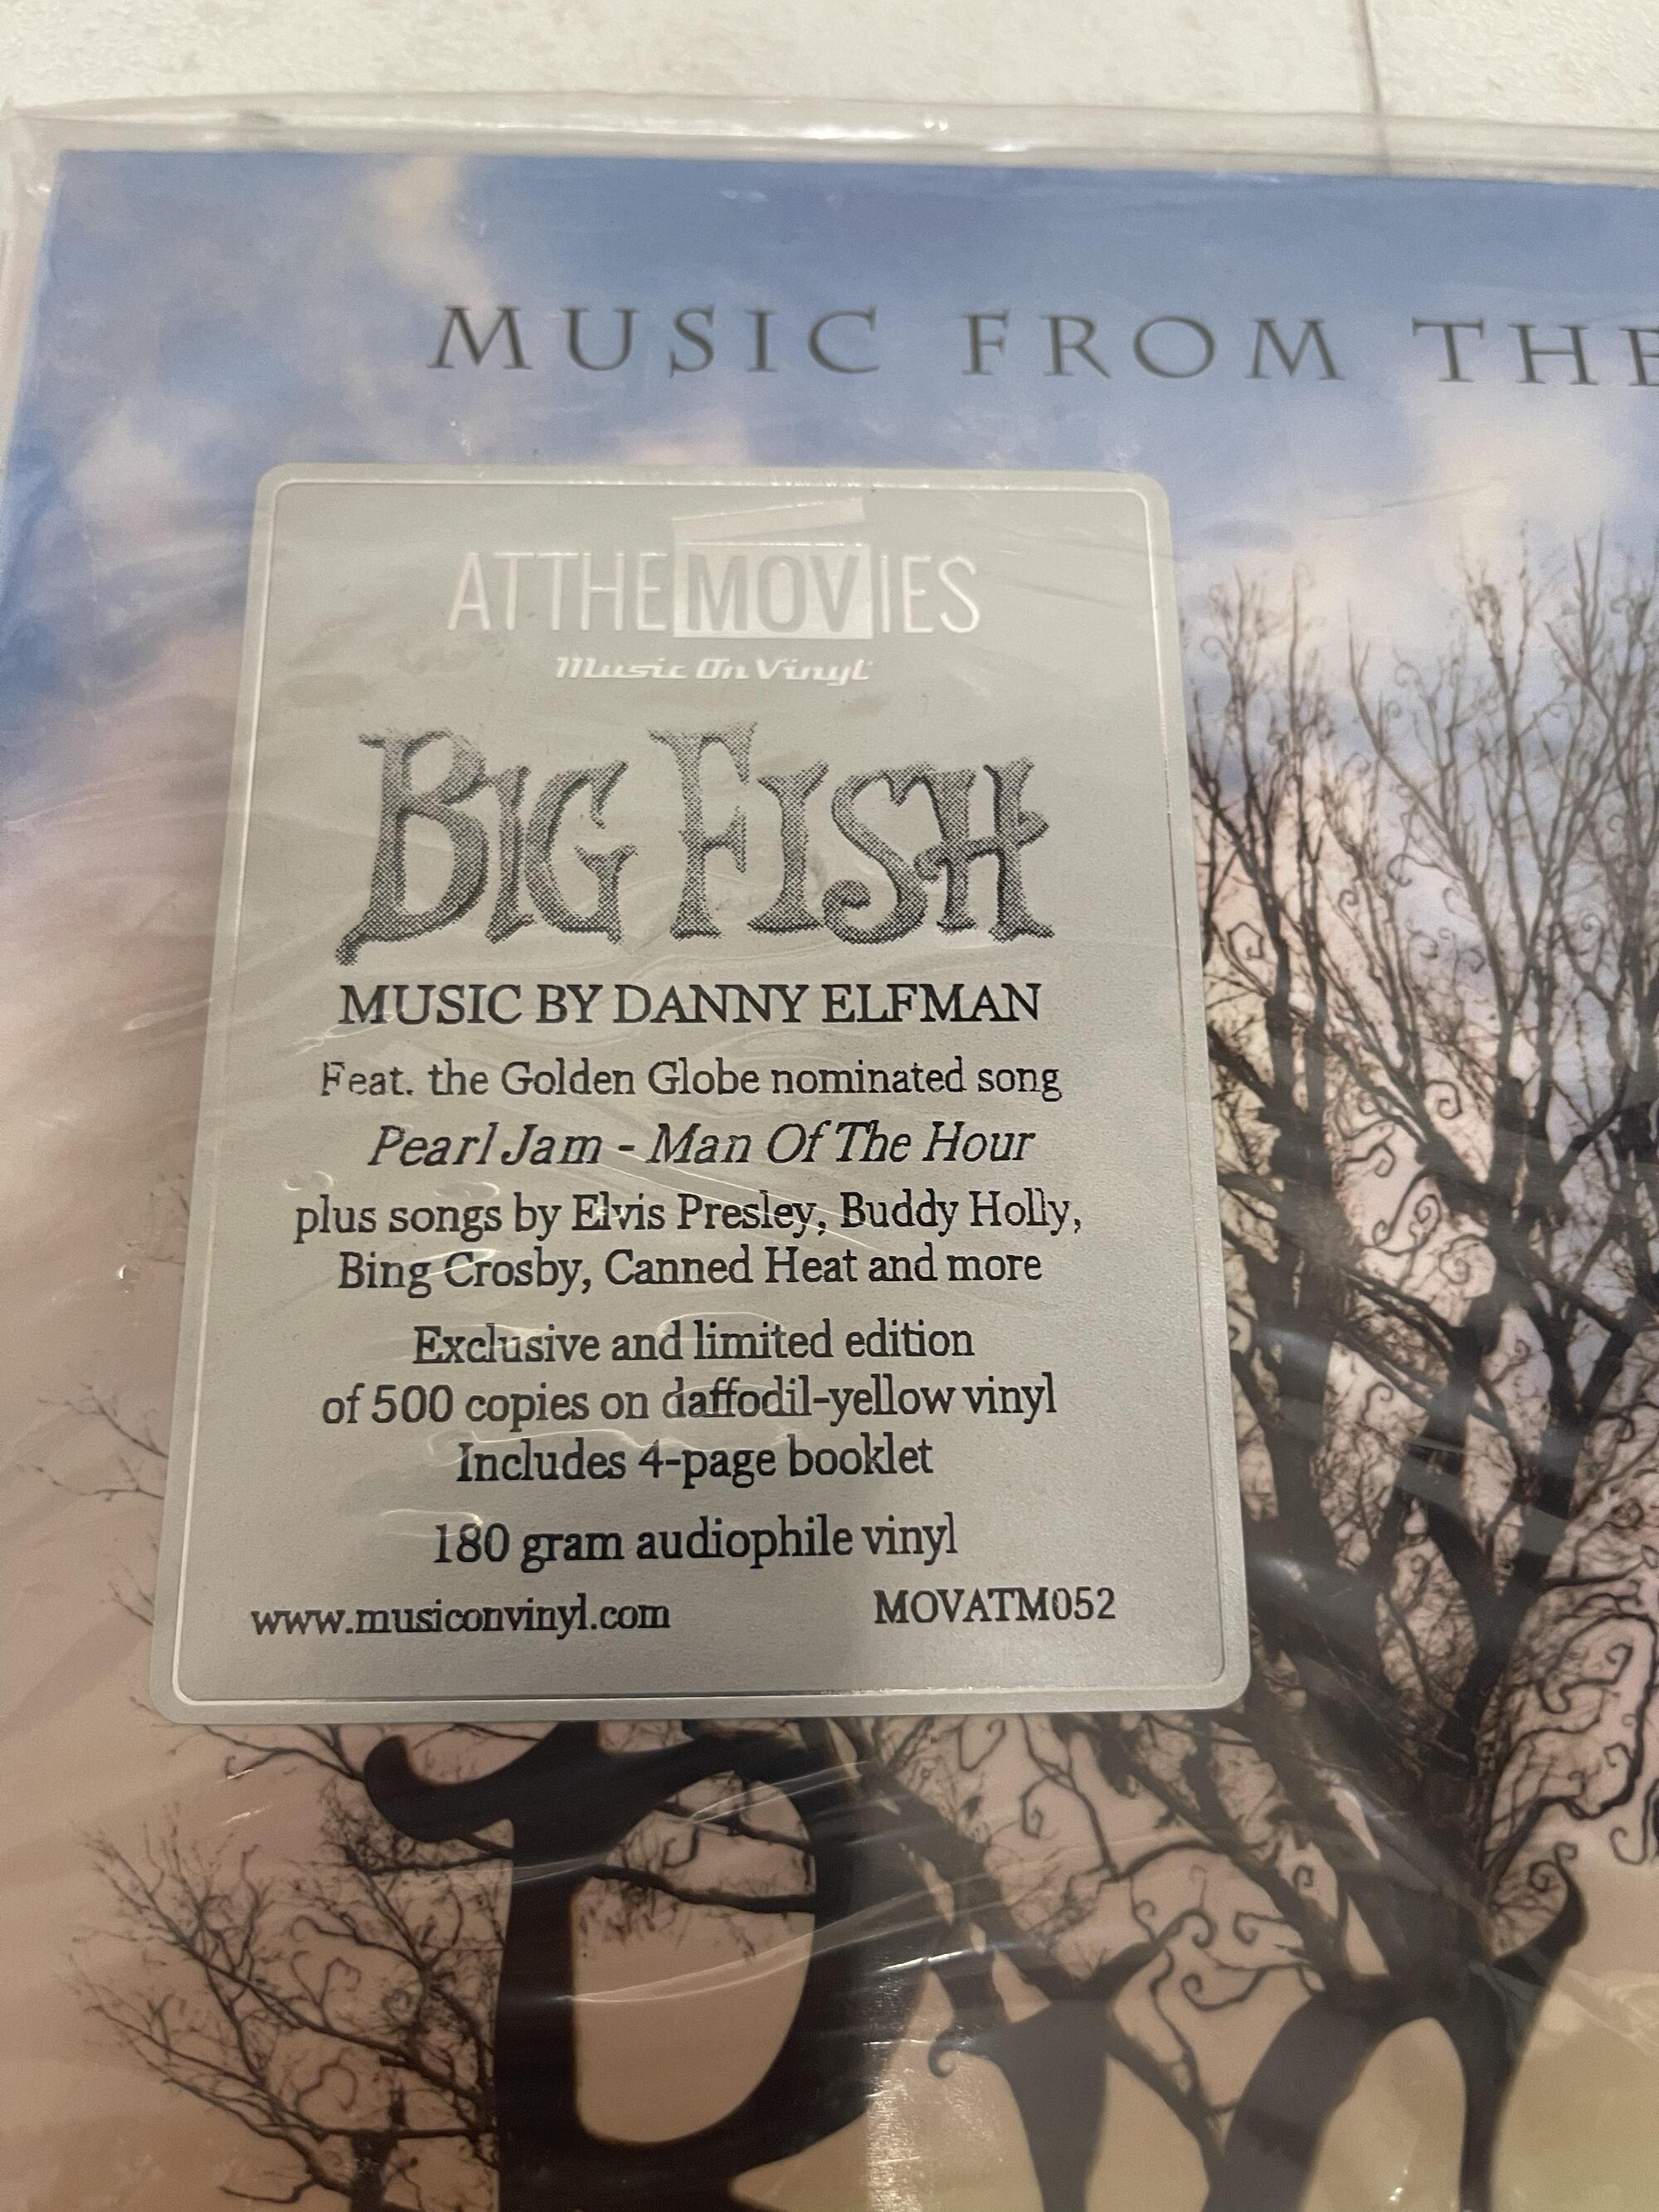 MUSIC FROM THE
ATTHEMOVIES
Music On Vinyl
BIG FISH
MUSIC BY DANNY ELFMAN
Feat. the Golden Globe nominated song
Pearl Jam - Man Of The Hour
plus songs by Elvis Presley, Buddy Holly,
Bing Crosby, Canned Heat and more
Exclusive and limited edition
of 500 copies on daffodil-yellow vinyl
Includes 4-page booklet
180 gram audiophile vinyl
www.musiconvinyl.com MOVATM052
B